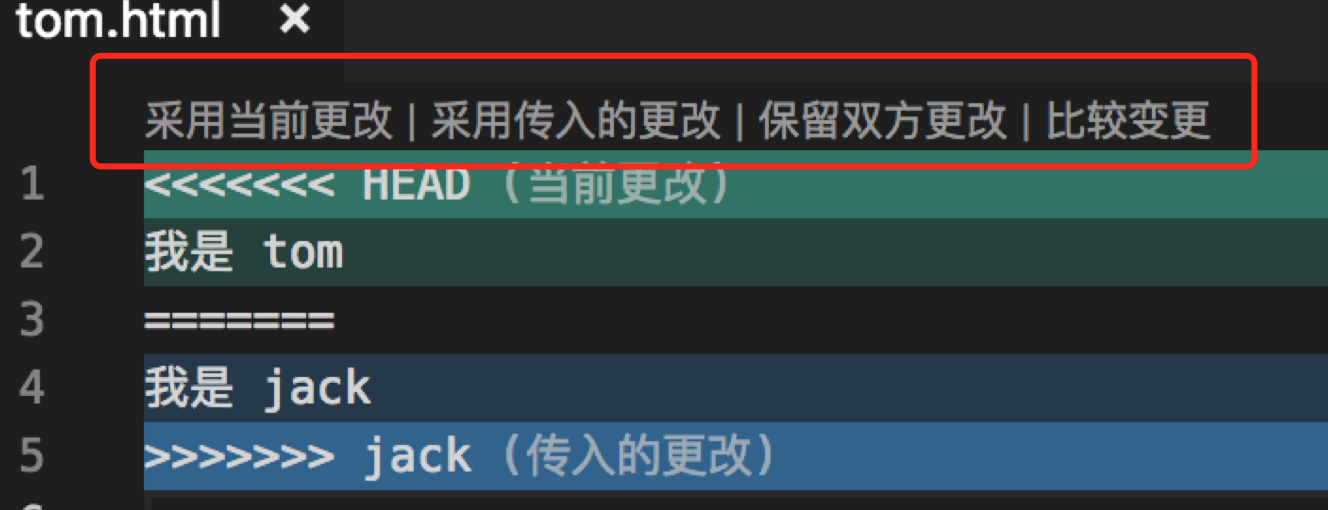 tom.html ×
采用当前更改 | 采用传入的更改 | 保留双方更改 | 比较变更
1 <<<<<<< HEAD (当前更改)
2 我是 tom
3 =======
4 我是 jack
5 >>>>>>> jack (传入的更改)